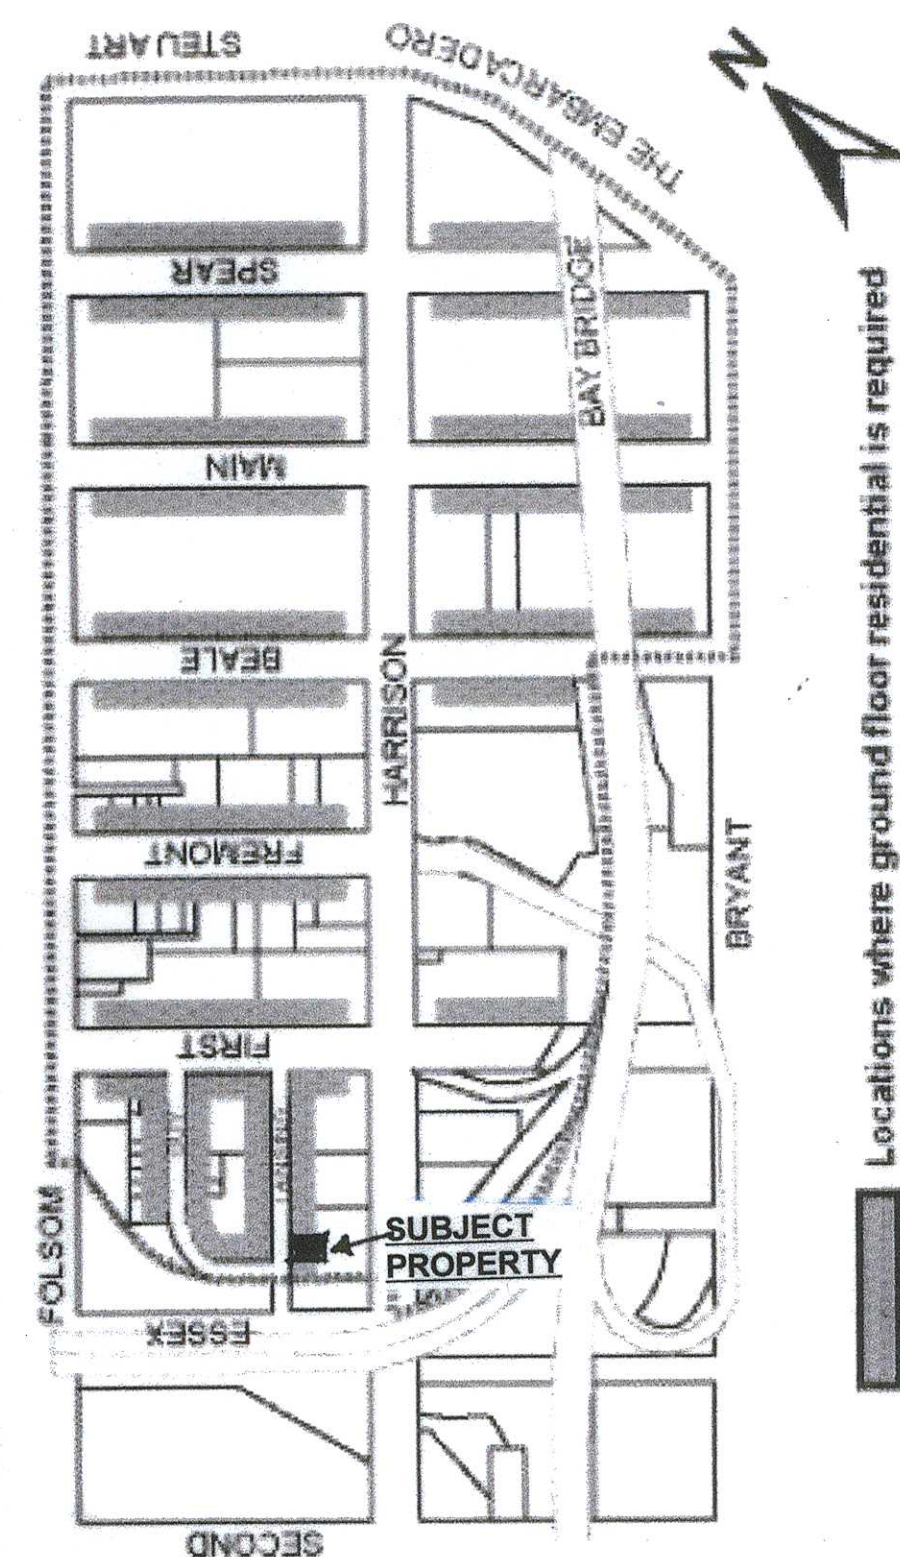 STEUART
THE EMBARCADERO
N
SPEAR
BAY BRIDGE
MAIN
BEALE
HARRISON
FREMONT
BRYANT
FIRST
LANSING
SUBJECT
PROPERTY
FOLSOM
ESSEX
SECOND
Locations where ground floor residential is required